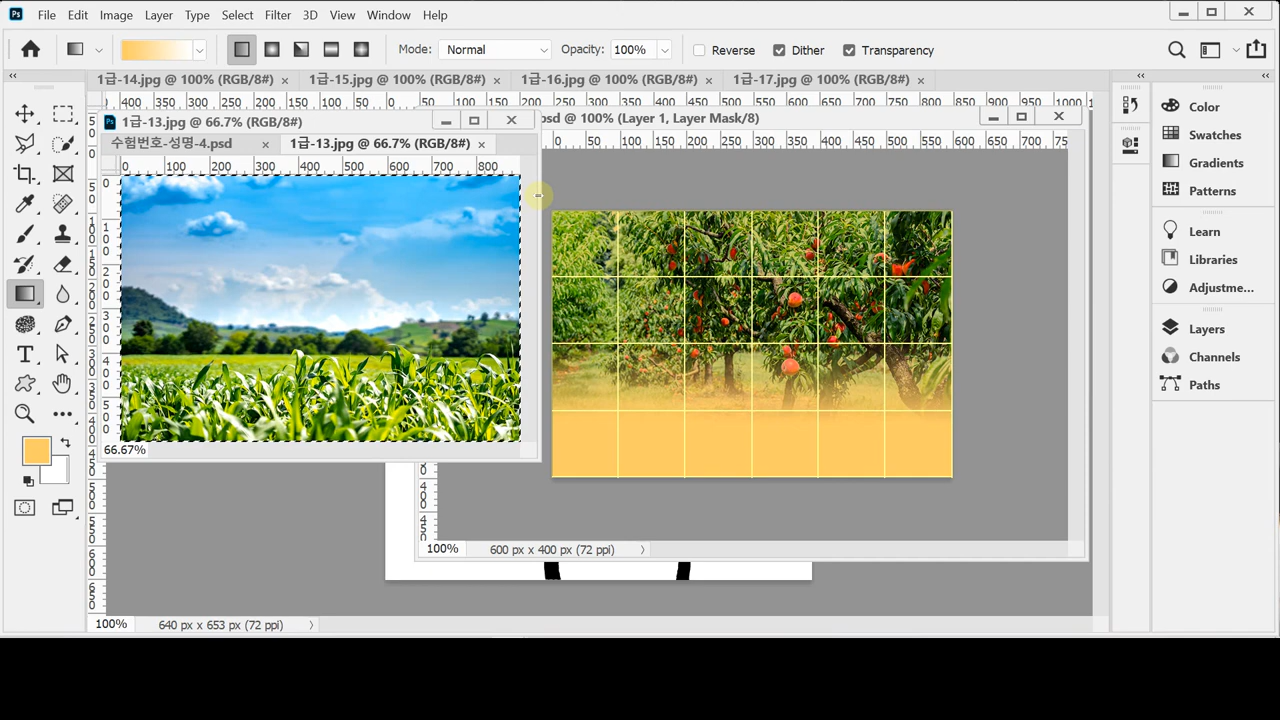 Ps File Edit Image Layer Type Select Filter 3D View Window Help
Mode: Normal Opacity: 100% Reverse Dither Transparency
1급-14.jpg @ 100% (RGB/8#) × 1급-15.jpg @ 100% (RGB/8#) × 1급-16.jpg @ 100% (RGB/8#) × 1급-17.jpg @ 100% (RGB/8#) ×
400 350 300 250 200 150 100 50 0 50 100 150 200 250 300 350 400 450 500 550 600 650 700 750 800 850 900 950 1000
Ps 1급-13.jpg @ 66.7% (RGB/8#)
psd @ 100% (Layer 1, Layer Mask/8)
수험번호-성명-4.psd × 1급-13.jpg @ 66.7% (RGB/8#) ×
0 100 200 300 400 500 600 700 800
0 50 100 150 200 250 300 350 400 450 500 550 600 650 700 75
66.67%
100% 600 px x 400 px (72 ppi)
100% 640 px x 653 px (72 ppi)
Color
Swatches
Gradients
Patterns
Learn
Libraries
Adjustme...
Layers
Channels
Paths